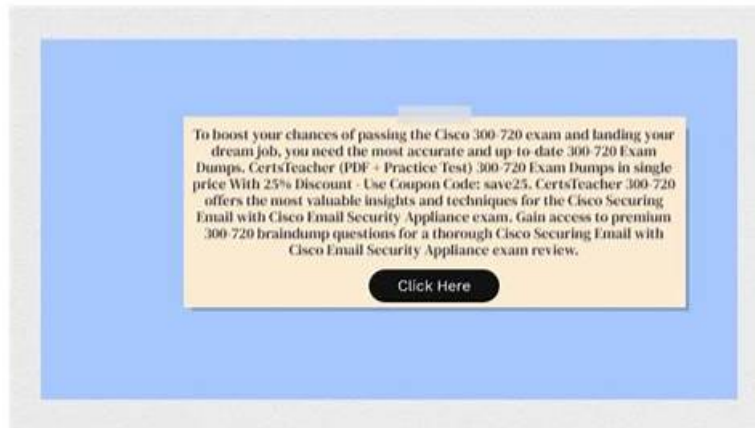 To boost your chances of passing the Cisco 300-720 exam and landing your
dream job, you need the most accurate and up-to-date 300-720 Exam
Dumps. CertsTeacher (PDF + Practice Test) 300-720 Exam Dumps in single
price With 25% Discount - Use Coupon Code: save25. CertsTeacher 300-720
offers the most valuable insights and techniques for the Cisco Securing
Email with Cisco Email Security Appliance exam. Gain access to premium
300-720 braindump questions for a thorough Cisco Securing Email with
Cisco Email Security Appliance exam review.
Click Here